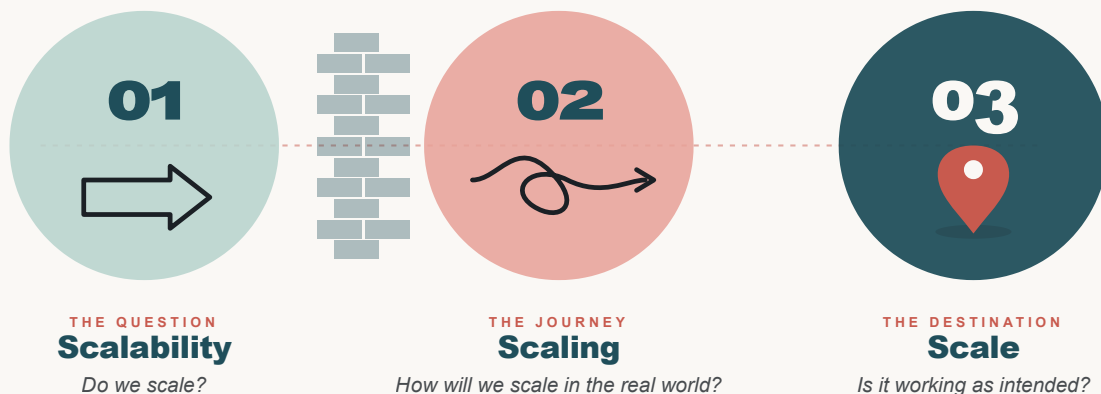 01
02
03
THE QUESTION
Scalability
Do we scale?
THE JOURNEY
Scaling
How will we scale in the real world?
THE DESTINATION
Scale
Is it working as intended?